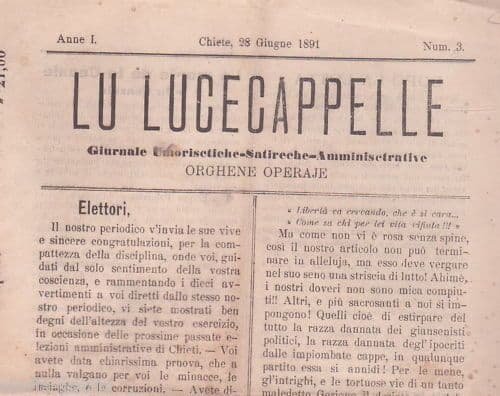 Anno I.
Chiete, 28 Giugne 1891
Num. 3.
LU LUCECAPPELLE
Giurnale Umorisetiche-Satireche-Amminisetrative
ORGHENE OPERAJE
Elettori,
Il nostro periodico v'invia le sue vive
e sincere congratulazioni, per la com-
pattezza della disciplina, onde voi, gui-
dati dal solo sentimento della vostra
coscienza, e rammentando i dieci av-
vertimenti a voi diretti dallo stesso no-
stro periodico, vi siete mostrati ben
degni dell'altezza del vostro esercizio,
in occasione delle prossime passate e-
lezioni amministrative di Chieti. — Voi
avete data chiarissima pruova, che a
nulla valgano per voi le minacce, le
e le corruzioni. — Avete di-
« Libertà va cercando, che è sì cara...
« Come sa chi per lei vita rifiuta !!! »
Ma come non vi è rosa senza spine,
così il nostro articolo non può termi-
nare in alleluja, ma esso deve vergare
nel suo seno una striscia di lutto! Ahimè,
i nostri doveri non sono mica compiu-
ti!! Altri, e più sacrosanti a noi si im-
pongono! Quelli cioè di estirpare del
tutto la razza dannata dei giansenisti
politici, la razza dannata degl'ipocriti
dalle impiombate cappe, in qualunque
partito essa si annidi! Per le mene,
gl'intrighi, e le tortuose vie di un tanto
maledetto